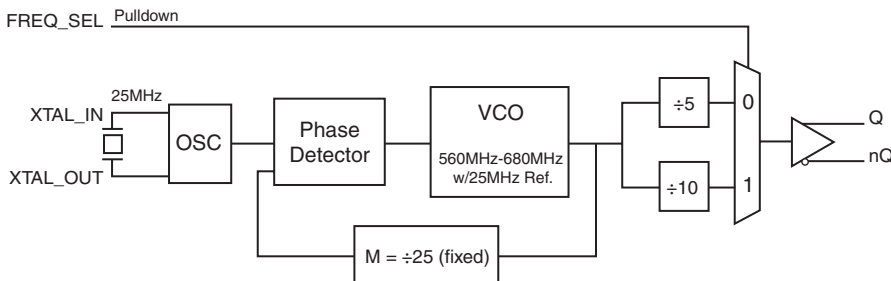 FREQ_SEL
Pulldown
25MHz
XTAL_IN
XTAL_OUT
OSC
Phase
Detector
VCO
560MHz-680MHz
w/25MHz Ref.
÷5
÷10
0
1
Q
nQ
M = ÷25 (fixed)